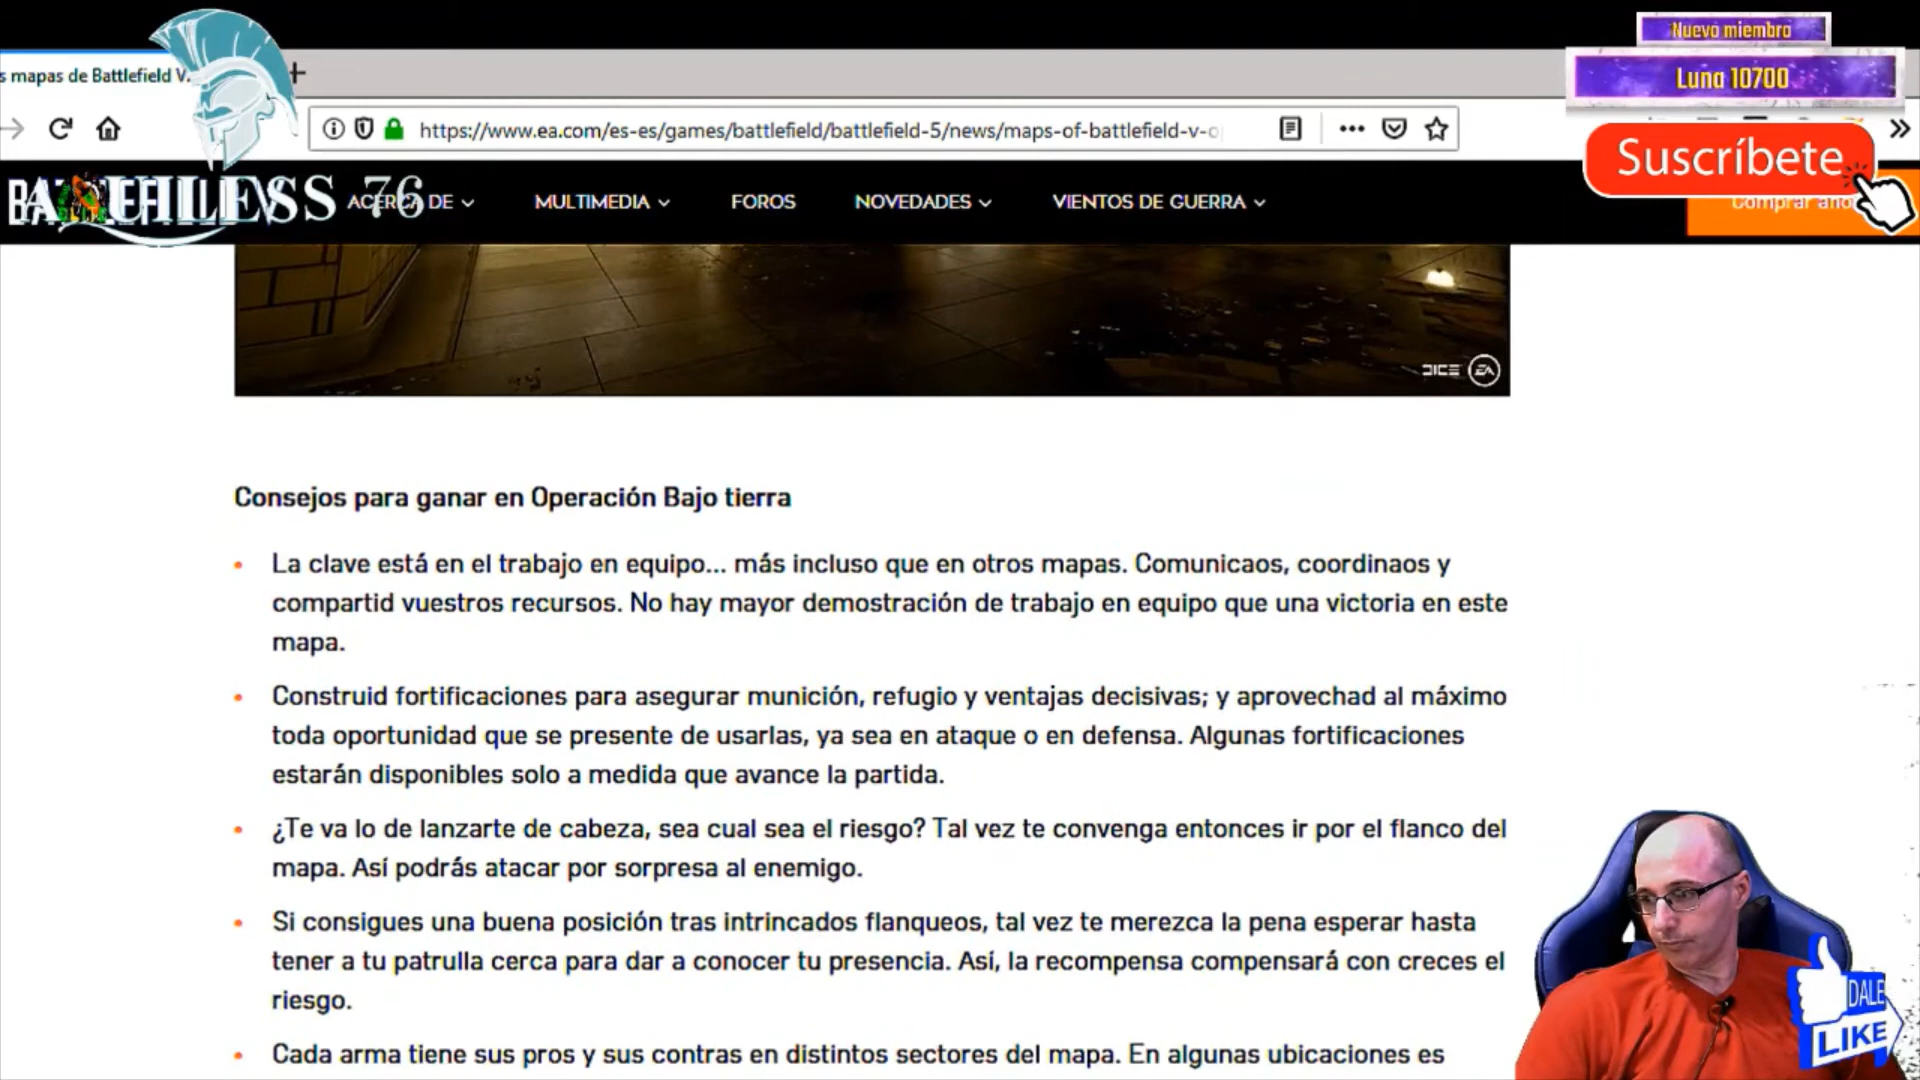 Nuevo miembro
Luna 10700
s mapas de Battlefield V
https://www.ea.com/es-es/games/battlefield/battlefield-5/news/maps-of-battlefield-v-o
Suscríbete
76
ACERCA DE
MULTIMEDIA
FOROS
NOVEDADES
VIENTOS DE GUERRA
Comprar aho
DICE EA
Consejos para ganar en Operación Bajo tierra
La clave está en el trabajo en equipo... más incluso que en otros mapas. Comunicaos, coordinaos y
compartid vuestros recursos. No hay mayor demostración de trabajo en equipo que una victoria en este
mapa.
Construid fortificaciones para asegurar munición, refugio y ventajas decisivas; y aprovechad al máximo
toda oportunidad que se presente de usarlas, ya sea en ataque o en defensa. Algunas fortificaciones
estarán disponibles solo a medida que avance la partida.
¿Te va lo de lanzarte de cabeza, sea cual sea el riesgo? Tal vez te convenga entonces ir por el flanco del
mapa. Así podrás atacar por sorpresa al enemigo.
Si consigues una buena posición tras intrincados flanqueos, tal vez te merezca la pena esperar hasta
tener a tu patrulla cerca para dar a conocer tu presencia. Así, la recompensa compensará con creces el
riesgo.
Cada arma tiene sus pros y sus contras en distintos sectores del mapa. En algunas ubicaciones es
DALE
LIKE